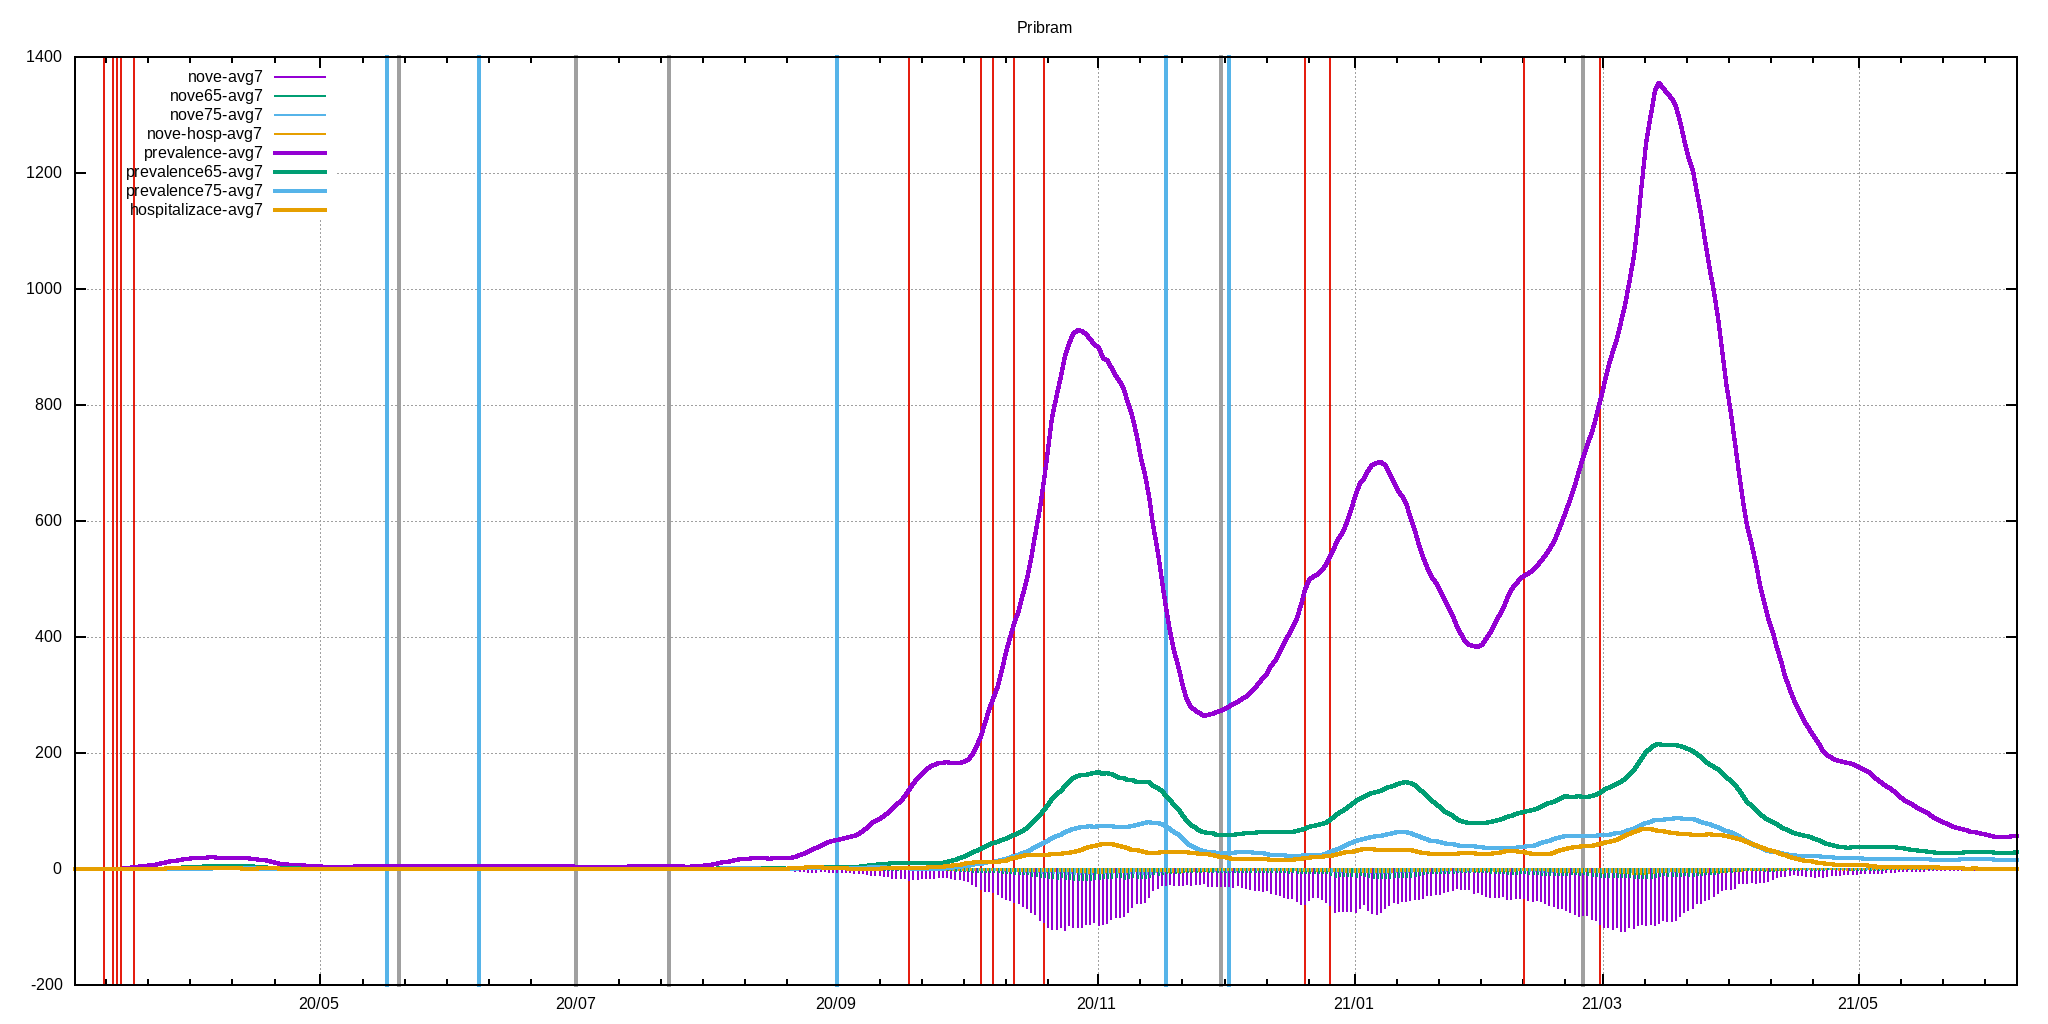 Pribram
1400
1200
1000
800
600
400
200
0
-200
nove-avg7
nove65-avg7
nove75-avg7
nove-hosp-avg7
prevalence-avg7
prevalence65-avg7
prevalence75-avg7
hospitalizace-avg7
20/05 20/07 20/09 20/11 21/01 21/03 21/05